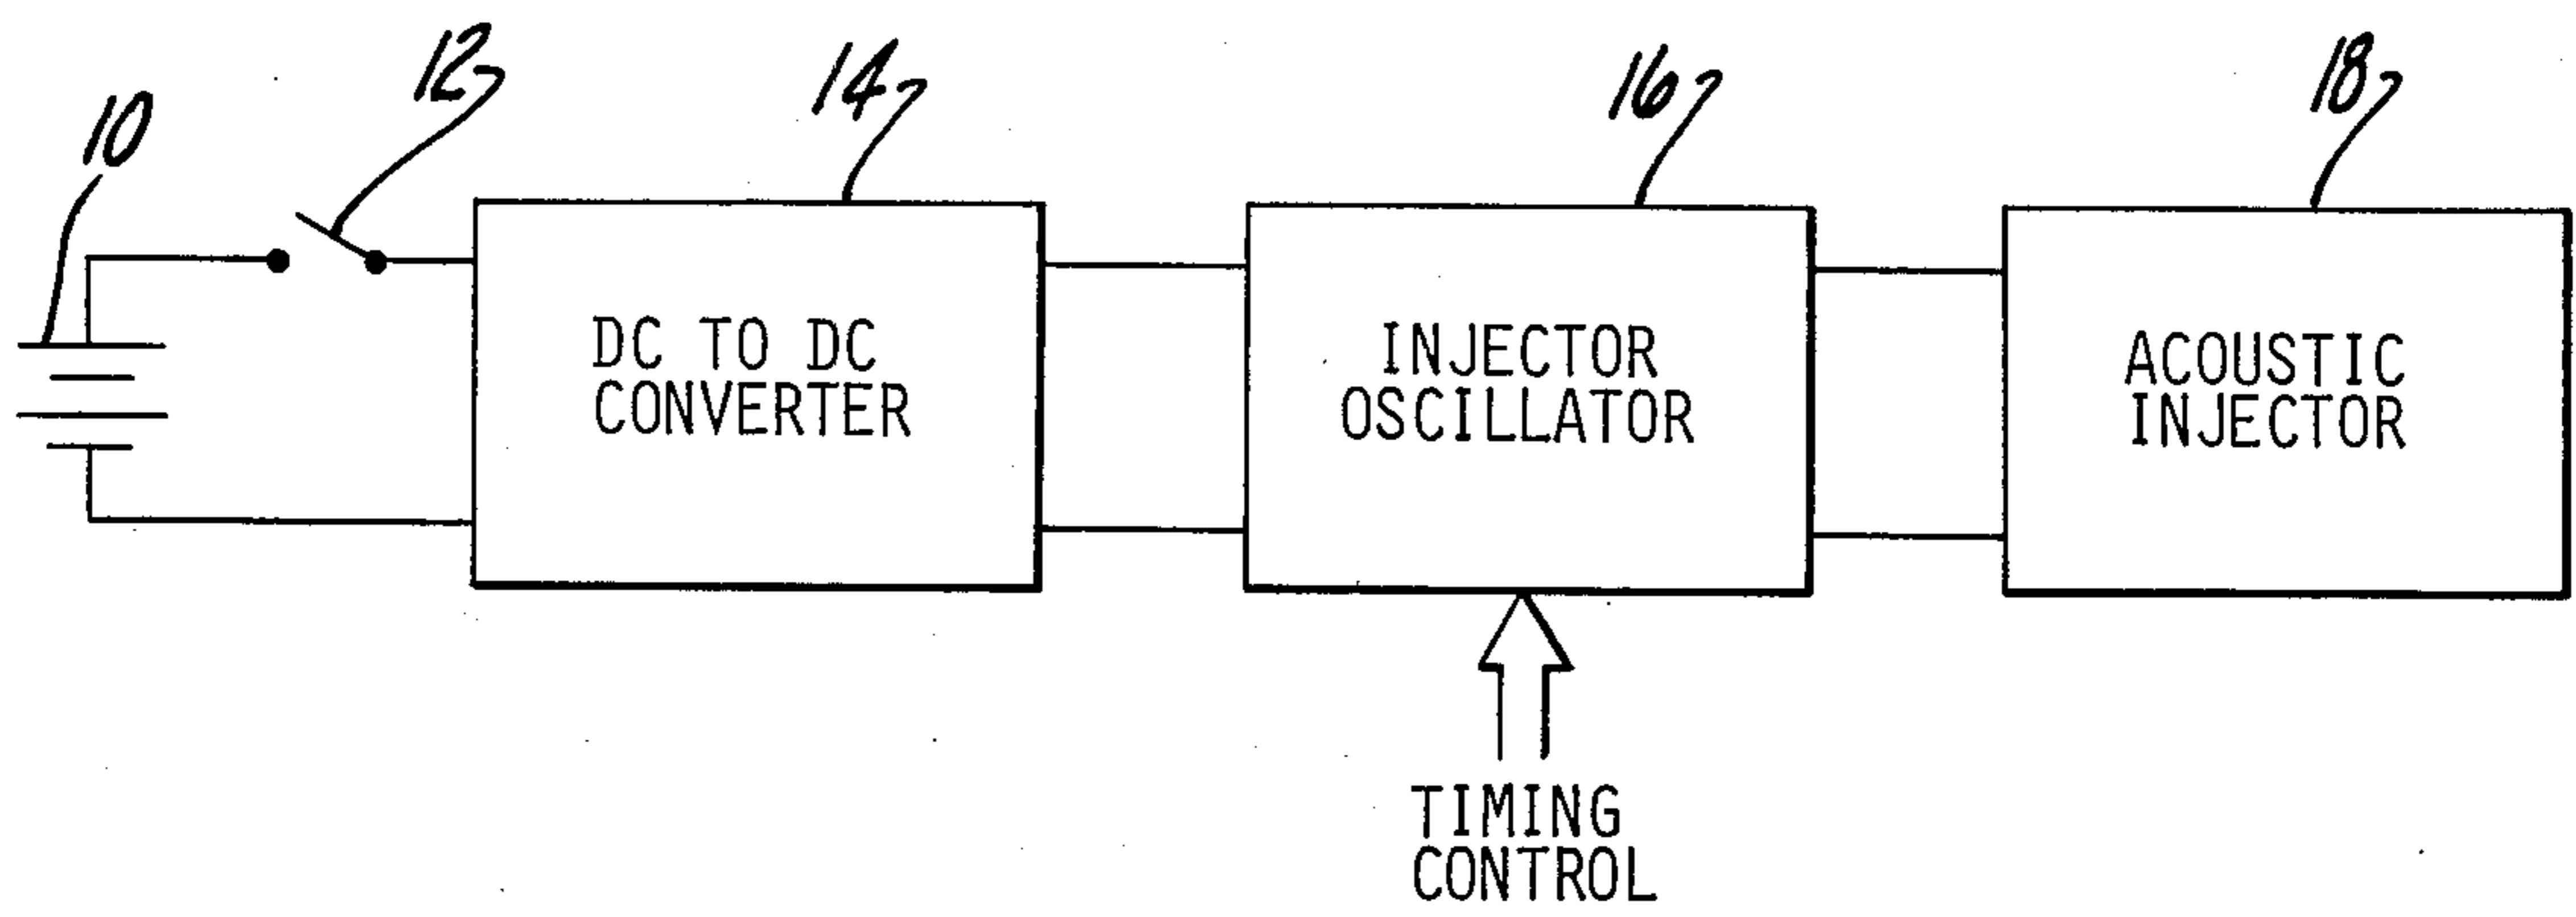 10
12
14
16
18
DC TO DC
CONVERTER
INJECTOR
OSCILLATOR
ACOUSTIC
INJECTOR
TIMING
CONTROL